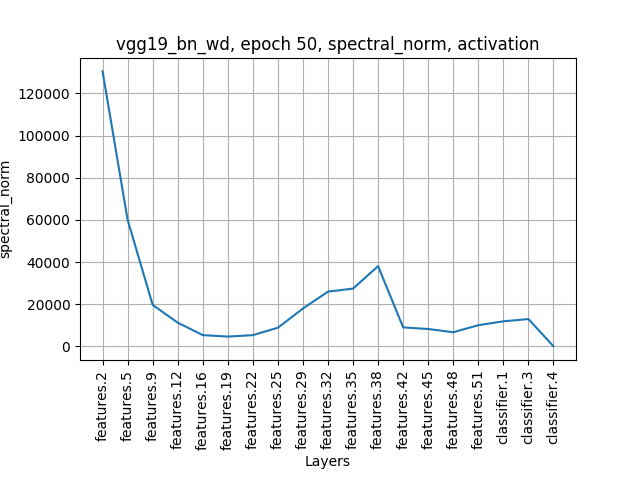 vgg19_bn_wd, epoch 50, spectral_norm, activation
spectral_norm
120000
100000
80000
60000
40000
20000
0
features.2
features.5
features.9
features.12
features.16
features.19
features.22
features.25
features.29
features.32
features.35
features.38
features.42
features.45
features.48
features.51
classifier.1
classifier.3
classifier.4
Layers